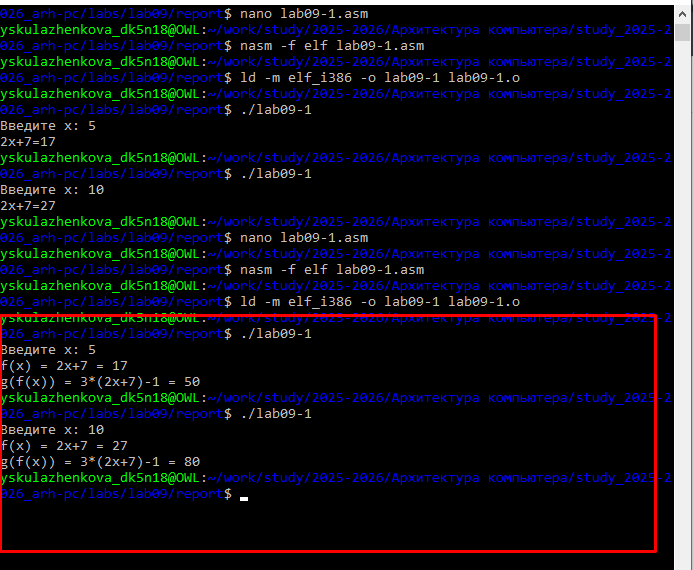 026_arh-pc/labs/lab09/report$ nano lab09-1.asm
yskulazhenkova_dk5n18@OWL:~/work/study/2025-2026/Архитектура компьютера/study_2025-2
026_arh-pc/labs/lab09/report$ nasm -f elf lab09-1.asm
yskulazhenkova_dk5n18@OWL:~/work/study/2025-2026/Архитектура компьютера/study_2025-2
026_arh-pc/labs/lab09/report$ ld -m elf_i386 -o lab09-1 lab09-1.o
yskulazhenkova_dk5n18@OWL:~/work/study/2025-2026/Архитектура компьютера/study_2025-2
026_arh-pc/labs/lab09/report$ ./lab09-1
Введите x: 5
2x+7=17
yskulazhenkova_dk5n18@OWL:~/work/study/2025-2026/Архитектура компьютера/study_2025-2
026_arh-pc/labs/lab09/report$ ./lab09-1
Введите x: 10
2x+7=27
yskulazhenkova_dk5n18@OWL:~/work/study/2025-2026/Архитектура компьютера/study_2025-2
026_arh-pc/labs/lab09/report$ nano lab09-1.asm
yskulazhenkova_dk5n18@OWL:~/work/study/2025-2026/Архитектура компьютера/study_2025-2
026_arh-pc/labs/lab09/report$ nasm -f elf lab09-1.asm
yskulazhenkova_dk5n18@OWL:~/work/study/2025-2026/Архитектура компьютера/study_2025-2
026_arh-pc/labs/lab09/report$ ld -m elf_i386 -o lab09-1 lab09-1.o
yskulazhenkova_dk5n18@OWL:~/work/study/2025-2026/Архитектура компьютера/study_2025-2
026_arh-pc/labs/lab09/report$ ./lab09-1
Введите x: 5
f(x) = 2x+7 = 17
g(f(x)) = 3*(2x+7)-1 = 50
yskulazhenkova_dk5n18@OWL:~/work/study/2025-2026/Архитектура компьютера/study_2025-2
026_arh-pc/labs/lab09/report$ ./lab09-1
Введите x: 10
f(x) = 2x+7 = 27
g(f(x)) = 3*(2x+7)-1 = 80
yskulazhenkova_dk5n18@OWL:~/work/study/2025-2026/Архитектура компьютера/study_2025-2
026_arh-pc/labs/lab09/report$